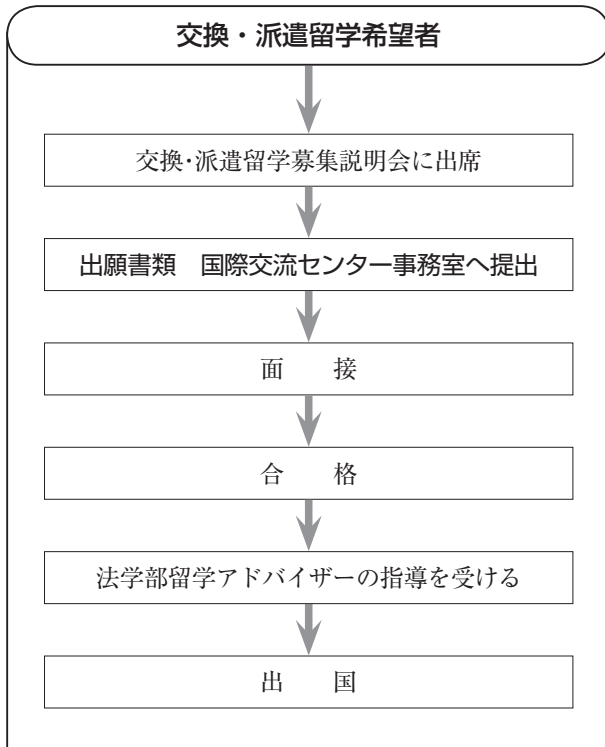 交換・派遣留学希望者
交換･派遣留学募集説明会に出席
出願書類　国際交流センター事務室へ提出
面　　接
合　　格
法学部留学アドバイザーの指導を受ける
出　　国